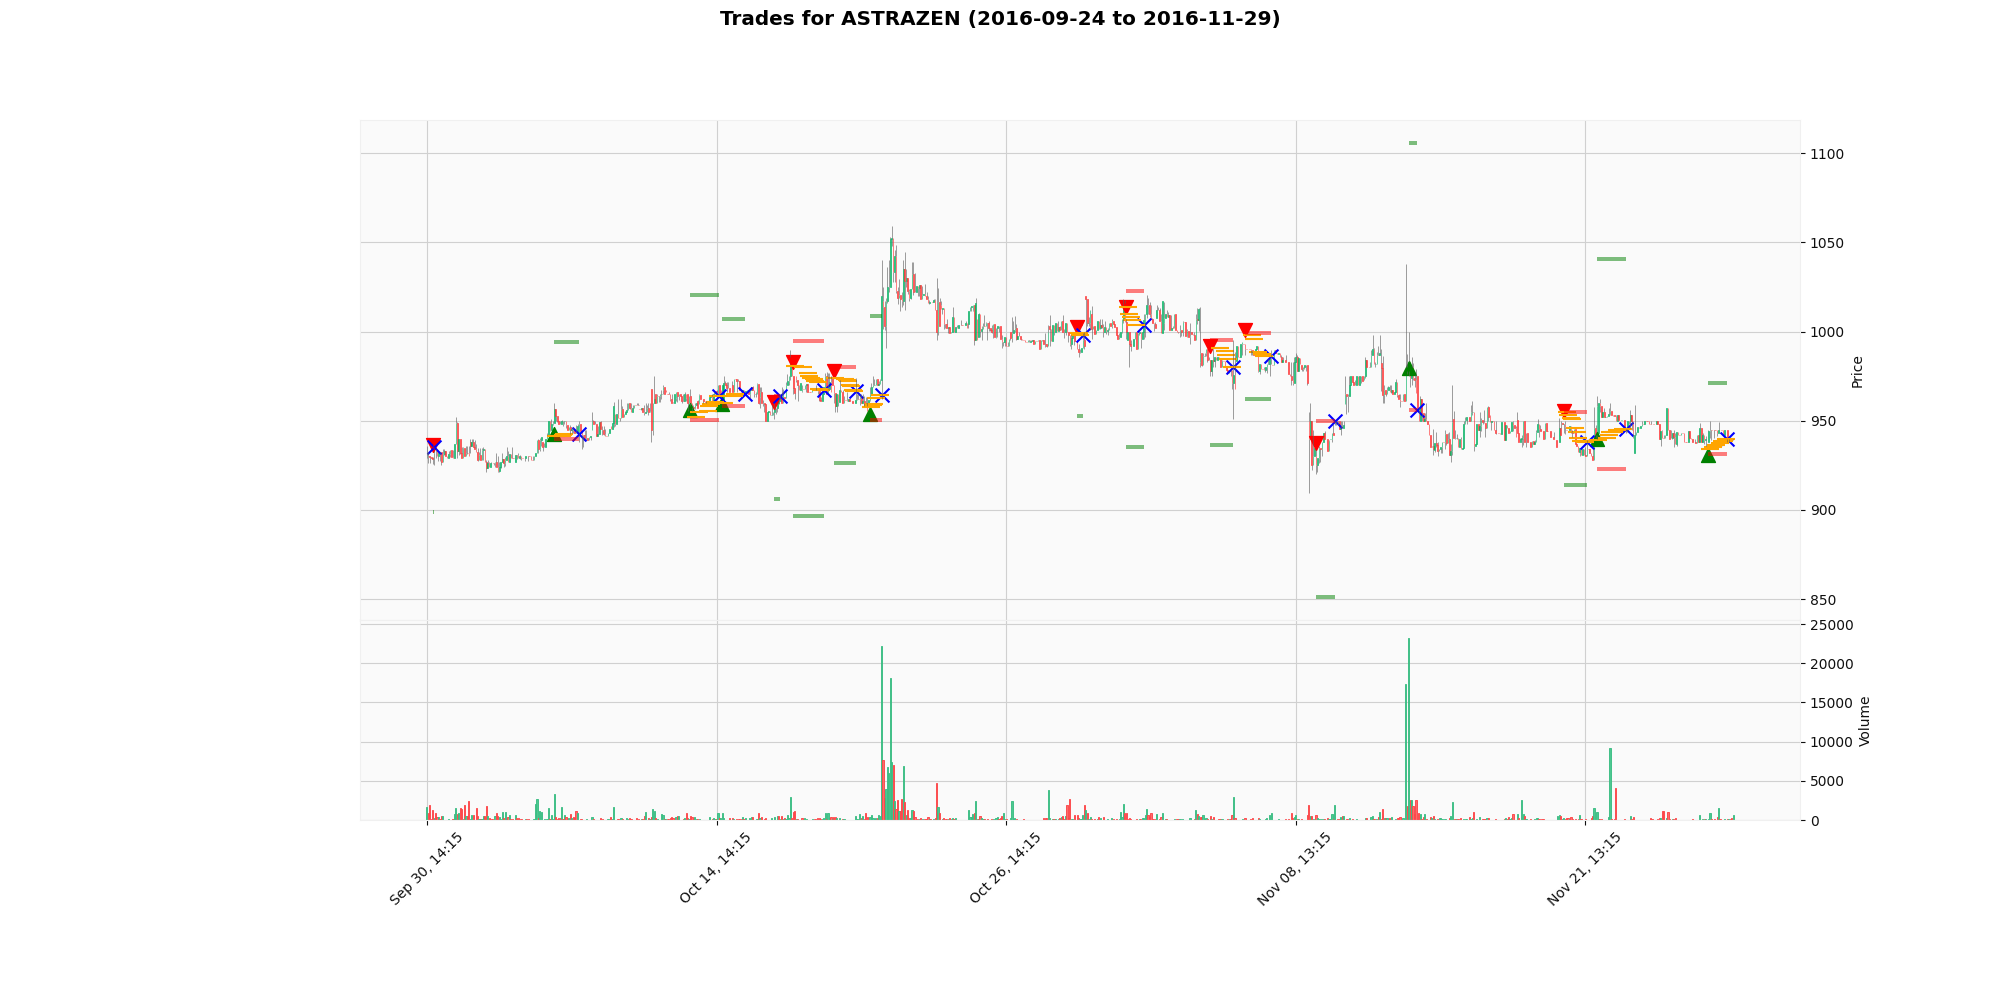 Trades for ASTRAZEN (2016-09-24 to 2016-11-29)
1100
1050
1000
950
900
850
Price
25000
20000
15000
10000
5000
0
Volume
Sep 30, 14:15
Oct 14, 14:15
Oct 26, 14:15
Nov 08, 13:15
Nov 21, 13:15